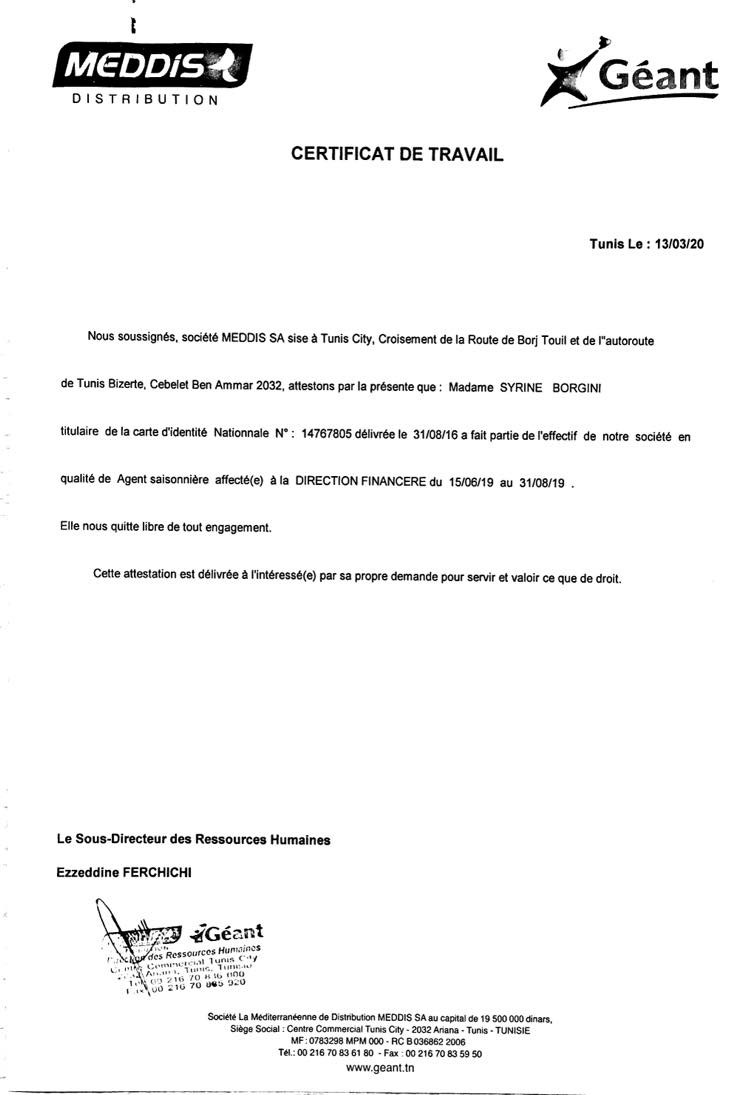 MEDDIS
DISTRIBUTION
Géant
CERTIFICAT DE TRAVAIL
Tunis Le : 13/03/20
Nous soussignés, société MEDDIS SA sise à Tunis City, Croisement de la Route de Borj Touil et de l"autoroute
de Tunis Bizerte, Cebelet Ben Ammar 2032, attestons par la présente que : Madame SYRINE BORGINI
titulaire de la carte d'identité Nationnale N° : 14767805 délivrée le 31/08/16 a fait partie de l'effectif de notre société en
qualité de Agent saisonnière affecté(e) à la DIRECTION FINANCERE du 15/06/19 au 31/08/19 .
Elle nous quitte libre de tout engagement.
Cette attestation est délivrée à l'intéressé(e) par sa propre demande pour servir et valoir ce que de droit.
Le Sous-Directeur des Ressources Humaines
Ezzeddine FERCHICHI
Géant
des Ressources Humaines
Centre Commercial Tunis City
Ariana, Tunis, Tunisie
00 216 70 836 000
Fax 00 216 70 865 920
Société La Méditerranéenne de Distribution MEDDIS SA au capital de 19 500 000 dinars,
Siège Social : Centre Commercial Tunis City - 2032 Ariana - Tunis - TUNISIE
MF : 0783298 MPM 000 - RC B 036862 2006
Tél.: 00 216 70 83 61 80 - Fax : 00 216 70 83 59 50
www.geant.tn